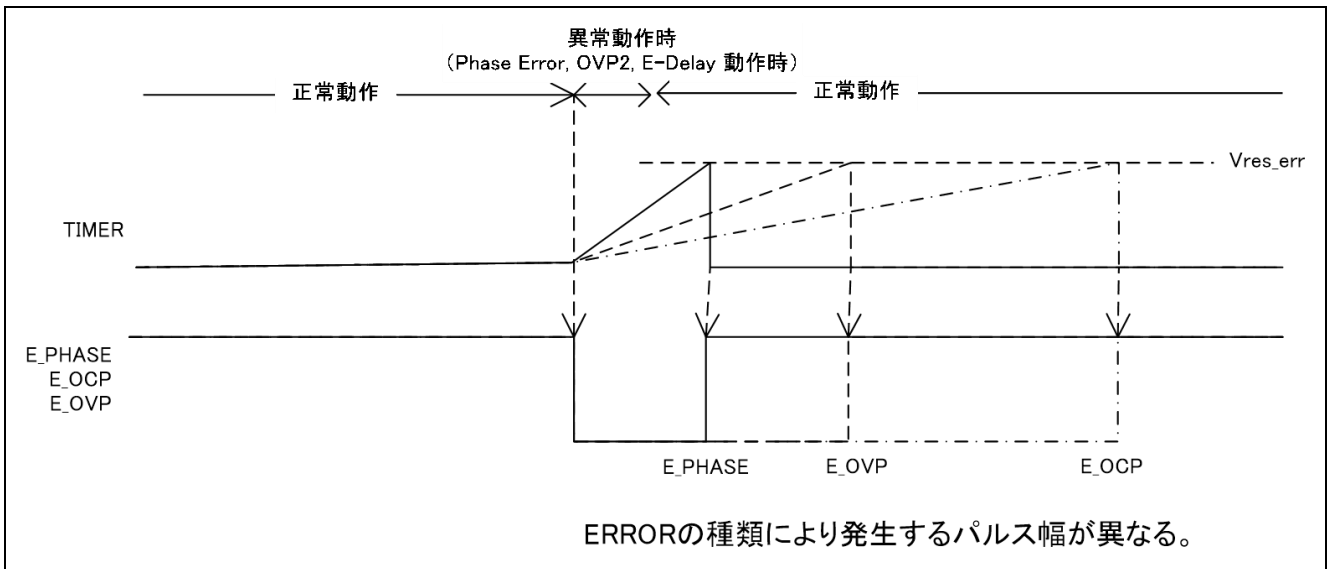 異常動作時
(Phase Error, OVP2, E-Delay 動作時)
正常動作
正常動作
Vres_err
TIMER
E_PHASE
E_OCP
E_OVP
E_PHASE
E_OVP
E_OCP
ERRORの種類により発生するパルス幅が異なる。